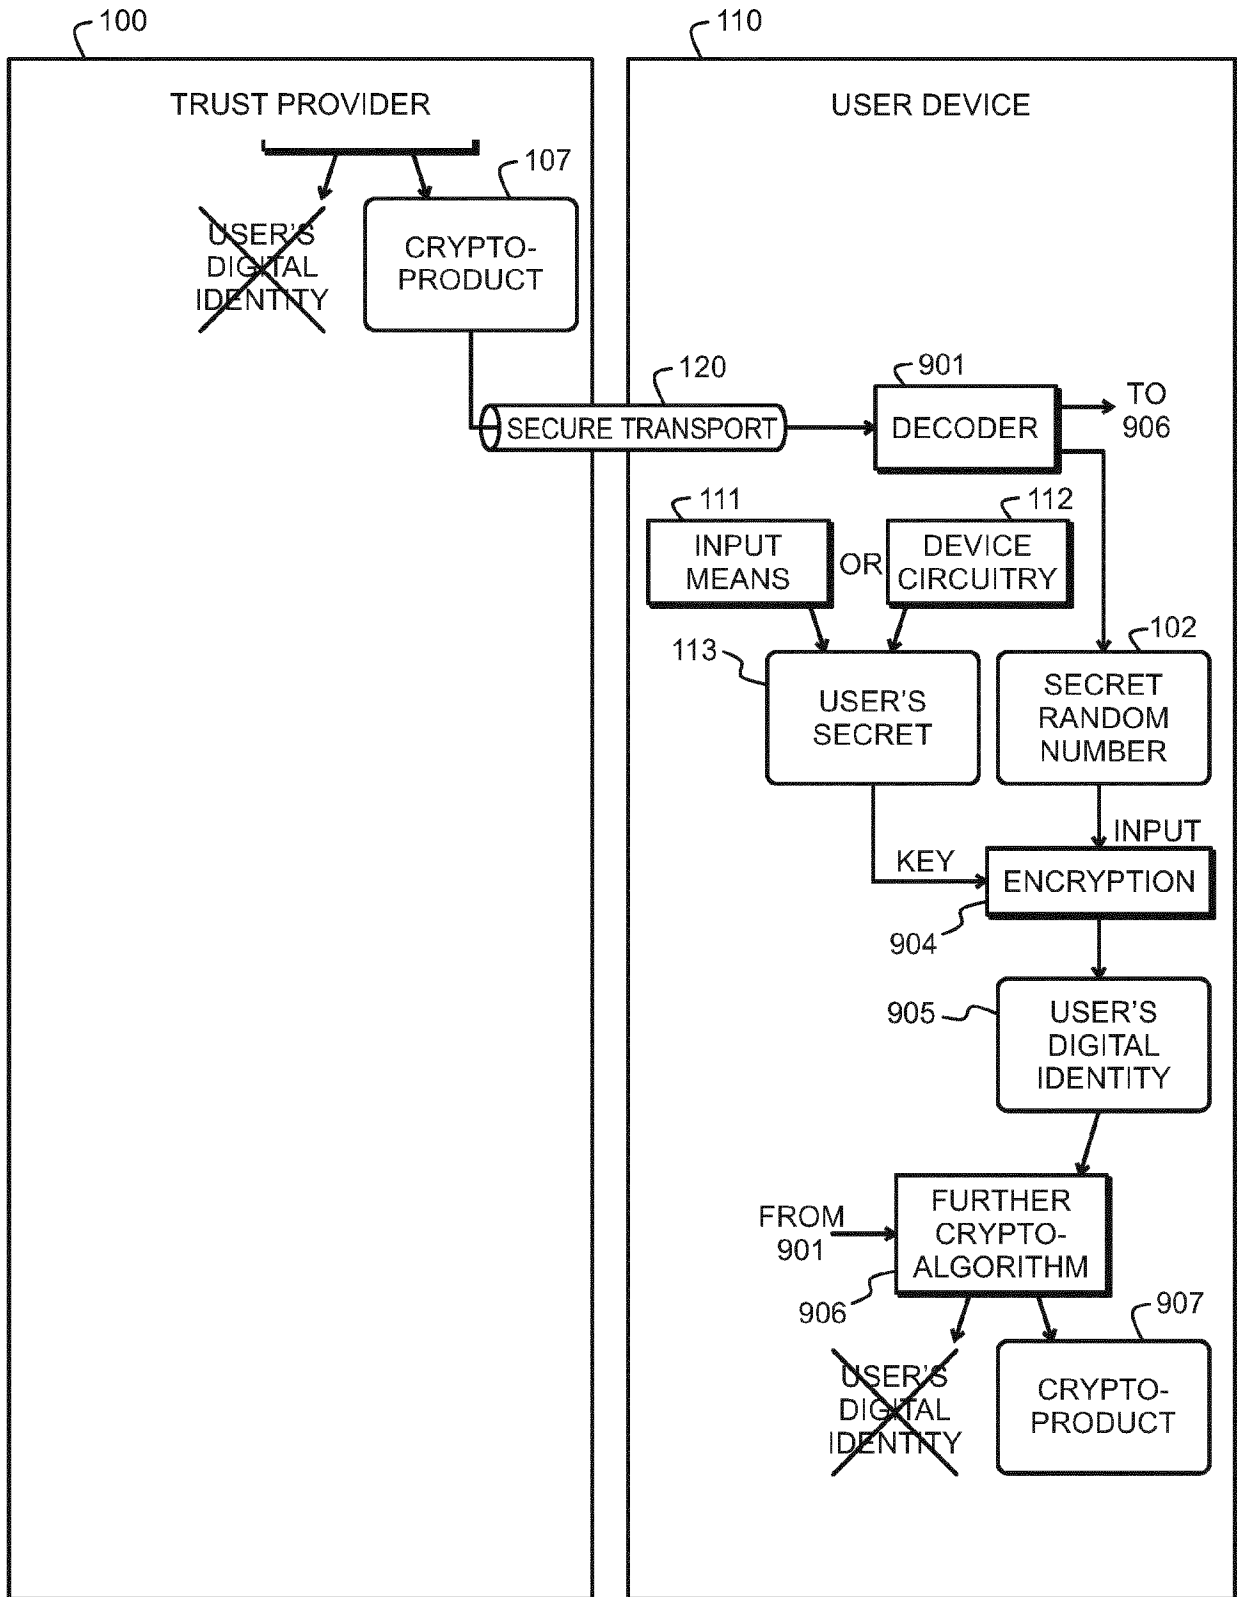 100
110
TRUST PROVIDER
USER DEVICE
107
USER'S
DIGITAL
IDENTITY
CRYPTO-
PRODUCT
120
SECURE TRANSPORT
901
DECODER
TO
906
111
INPUT
MEANS
OR
112
DEVICE
CIRCUITRY
113
USER'S
SECRET
102
SECRET
RANDOM
NUMBER
KEY
INPUT
ENCRYPTION
904
905
USER'S
DIGITAL
IDENTITY
FROM
901
FURTHER
CRYPTO-
ALGORITHM
906
907
USER'S
DIGITAL
IDENTITY
CRYPTO-
PRODUCT